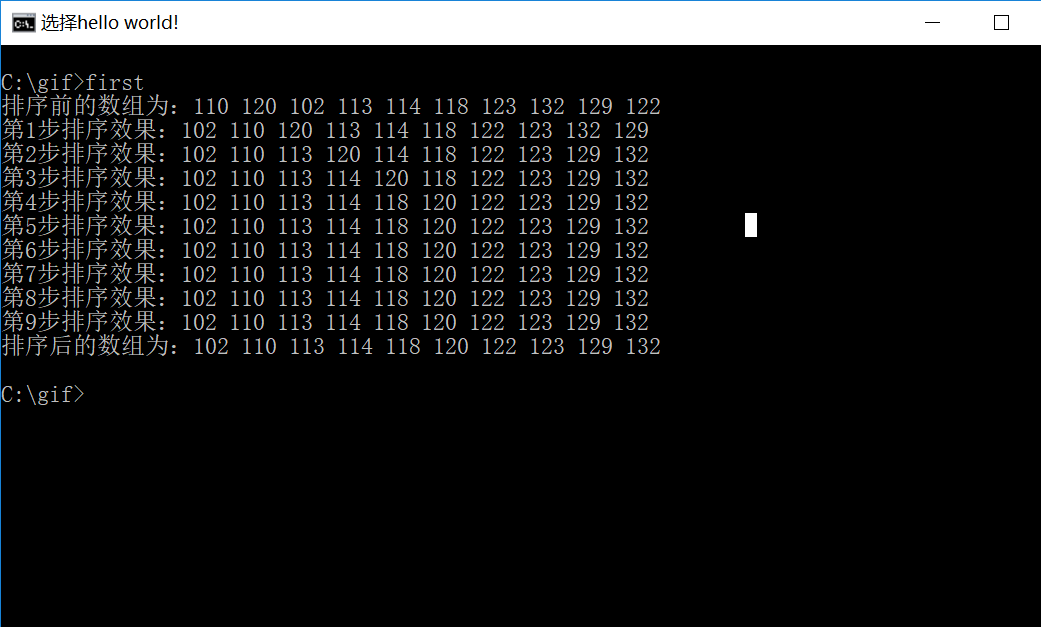 选择hello world!
C:\gif>first
排序前的数组为：110 120 102 113 114 118 123 132 129 122
第1步排序效果：102 110 120 113 114 118 122 123 132 129
第2步排序效果：102 110 113 120 114 118 122 123 129 132
第3步排序效果：102 110 113 114 120 118 122 123 129 132
第4步排序效果：102 110 113 114 118 120 122 123 129 132
第5步排序效果：102 110 113 114 118 120 122 123 129 132
第6步排序效果：102 110 113 114 118 120 122 123 129 132
第7步排序效果：102 110 113 114 118 120 122 123 129 132
第8步排序效果：102 110 113 114 118 120 122 123 129 132
第9步排序效果：102 110 113 114 118 120 122 123 129 132
排序后的数组为：102 110 113 114 118 120 122 123 129 132
C:\gif>